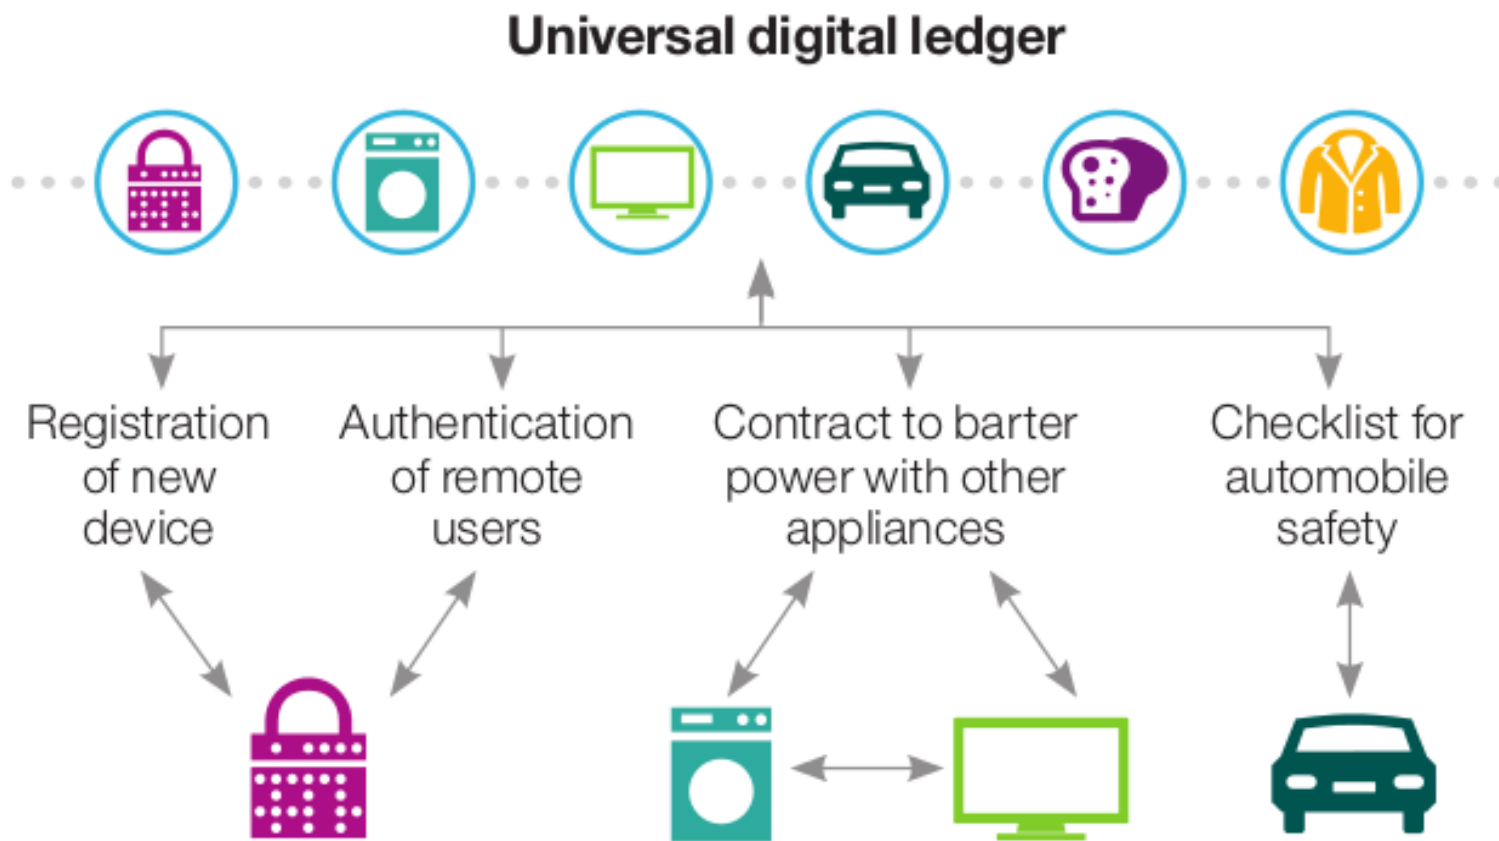 Universal digital ledger
Registration
of new
device
Authentication
of remote
users
Contract to barter
power with other
appliances
Checklist for
automobile
safety